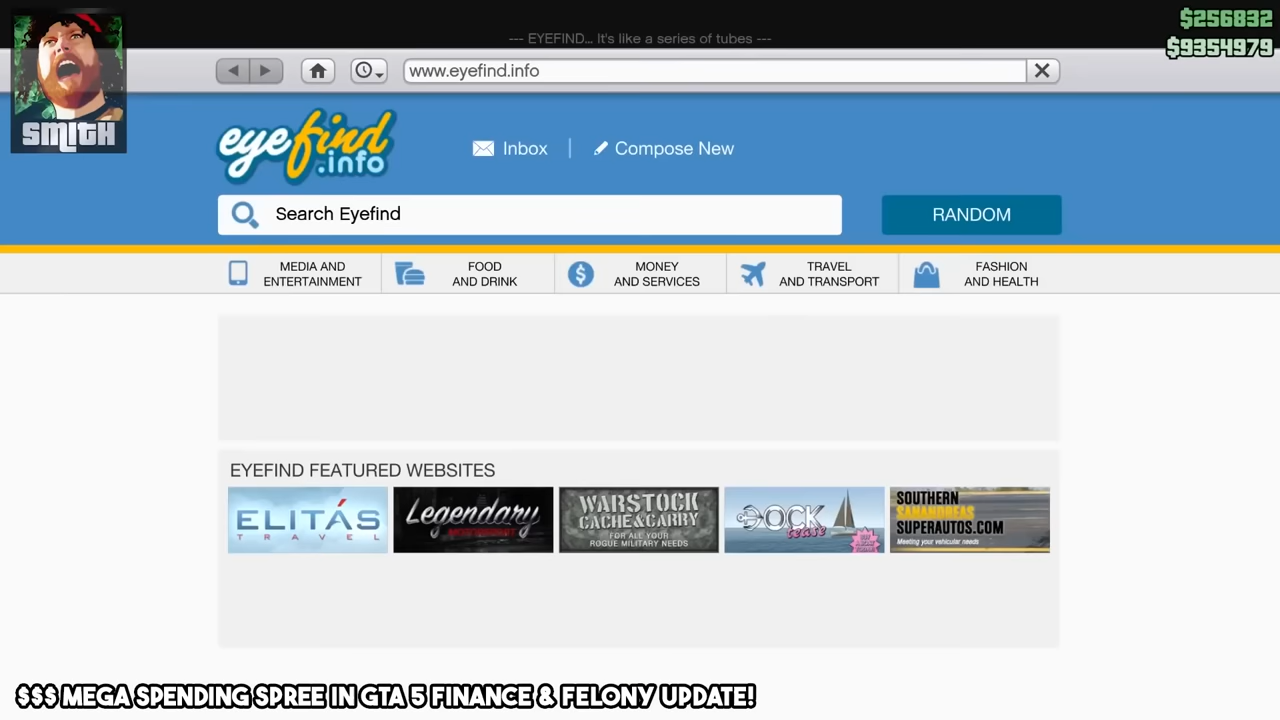 $256832
--- EYEFIND... It's like a series of tubes ---
$9354979
www.eyefind.info
SMITH
eyefind
.info
Inbox
Compose New
Search Eyefind
RANDOM
MEDIA AND
ENTERTAINMENT
FOOD
AND DRINK
MONEY
AND SERVICES
TRAVEL
AND TRANSPORT
FASHION
AND HEALTH
EYEFIND FEATURED WEBSITES
ELITÁS
TRAVEL
Legendary
WARSTOCK
CACHE&CARRY
FOR ALL YOUR
ROGUE MILITARY NEEDS
DOCK
tease
SOUTHERN
SANANDREAS
SUPERAUTOS.COM
Meeting your vehicular needs
$$$ MEGA SPENDING SPREE IN GTA 5 FINANCE & FELONY UPDATE!